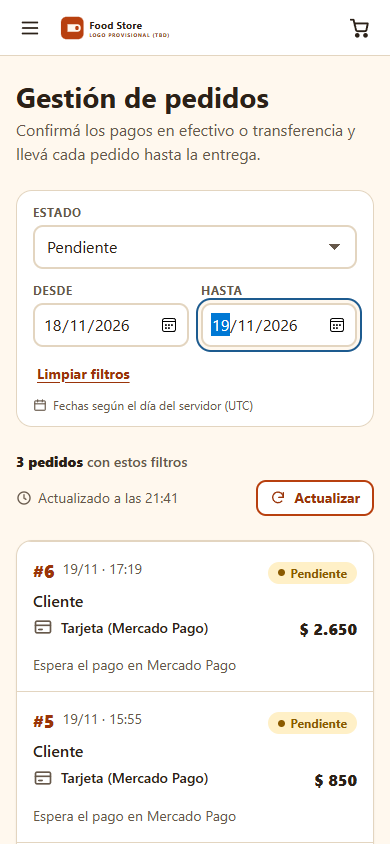 Food Store
LOGO PROVISIONAL (TBD)
Gestión de pedidos
Confirmá los pagos en efectivo o transferencia y
llevá cada pedido hasta la entrega.
ESTADO
Pendiente
DESDE HASTA
18/11/2026 19/11/2026
Limpiar filtros
Fechas según el día del servidor (UTC)
3 pedidos con estos filtros
Actualizado a las 21:41 Actualizar
#6 19/11 · 17:19 Pendiente
Cliente
Tarjeta (Mercado Pago) $ 2.650
Espera el pago en Mercado Pago
#5 19/11 · 15:55 Pendiente
Cliente
Tarjeta (Mercado Pago) $ 850
Espera el pago en Mercado Pago